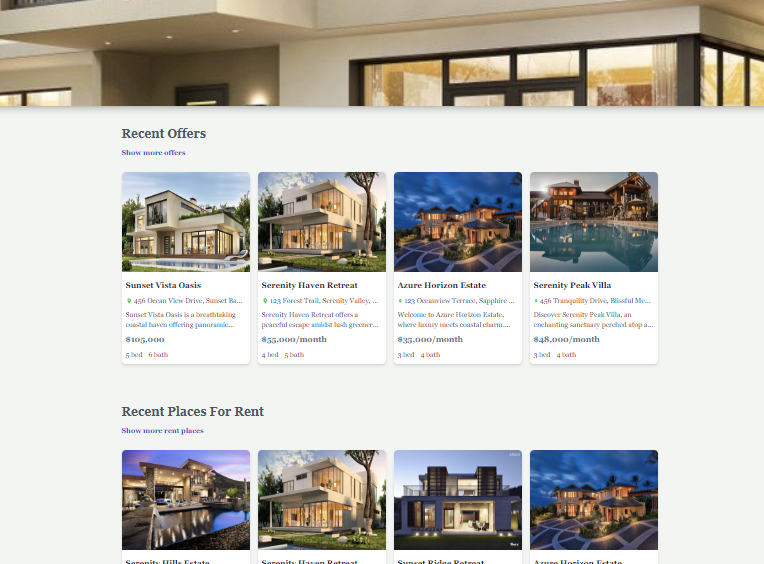 Recent Offers
Show more offers
Sunset Vista Oasis
456 Ocean View Drive, Sunset Ba...
Sunset Vista Oasis is a breathtaking
coastal haven offering panoramic...
$105,000
5 bed 6 bath
Serenity Haven Retreat
123 Forest Trail, Serenity Valley, ...
Serenity Haven Retreat offers a
peaceful escape amidst lush greener...
$55,000/month
4 bed 5 bath
Azure Horizon Estate
123 Oceanview Terrace, Sapphire ...
Welcome to Azure Horizon Estate,
where luxury meets coastal charm....
$35,000/month
3 bed 4 bath
Serenity Peak Villa
456 Tranquility Drive, Blissful Me...
Discover Serenity Peak Villa, an
enchanting sanctuary perched atop a...
$48,000/month
3 bed 4 bath
Recent Places For Rent
Show more rent places
Serenity Hills Estate
Serenity Haven Retreat
Sunset Ridge Retreat
Azure Horizon Estate